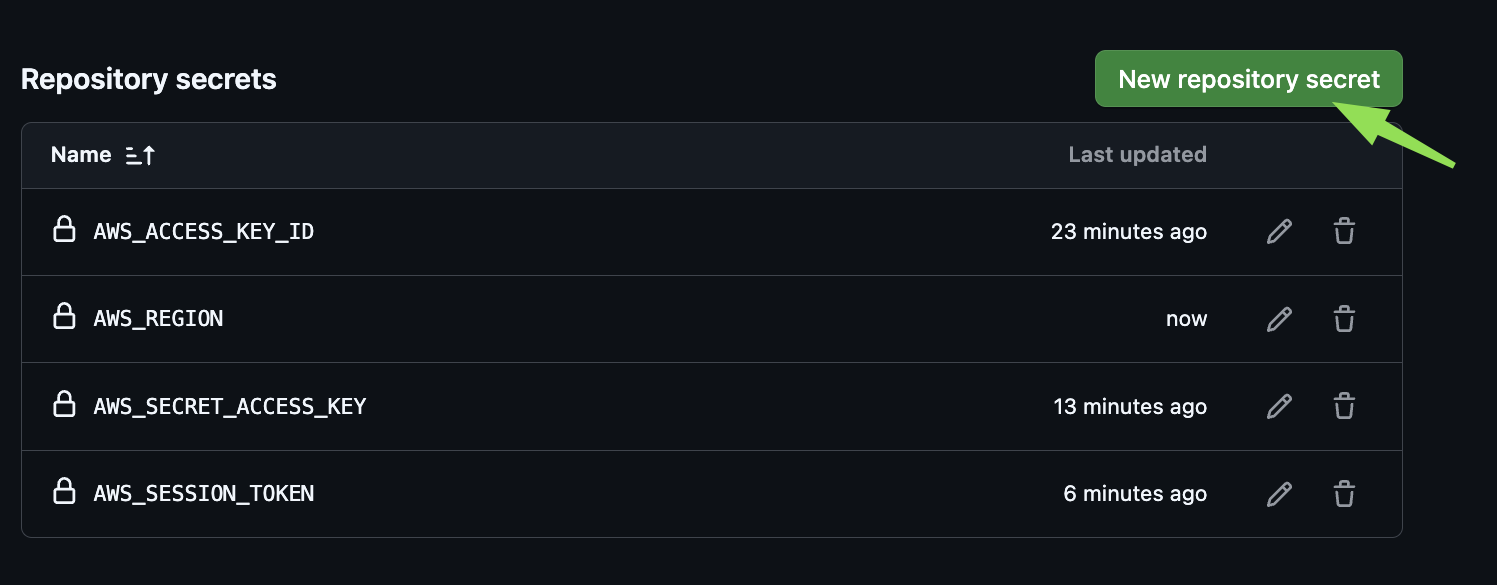 Repository secrets
New repository secret
Name
Last updated
AWS_ACCESS_KEY_ID
23 minutes ago
AWS_REGION
now
AWS_SECRET_ACCESS_KEY
13 minutes ago
AWS_SESSION_TOKEN
6 minutes ago